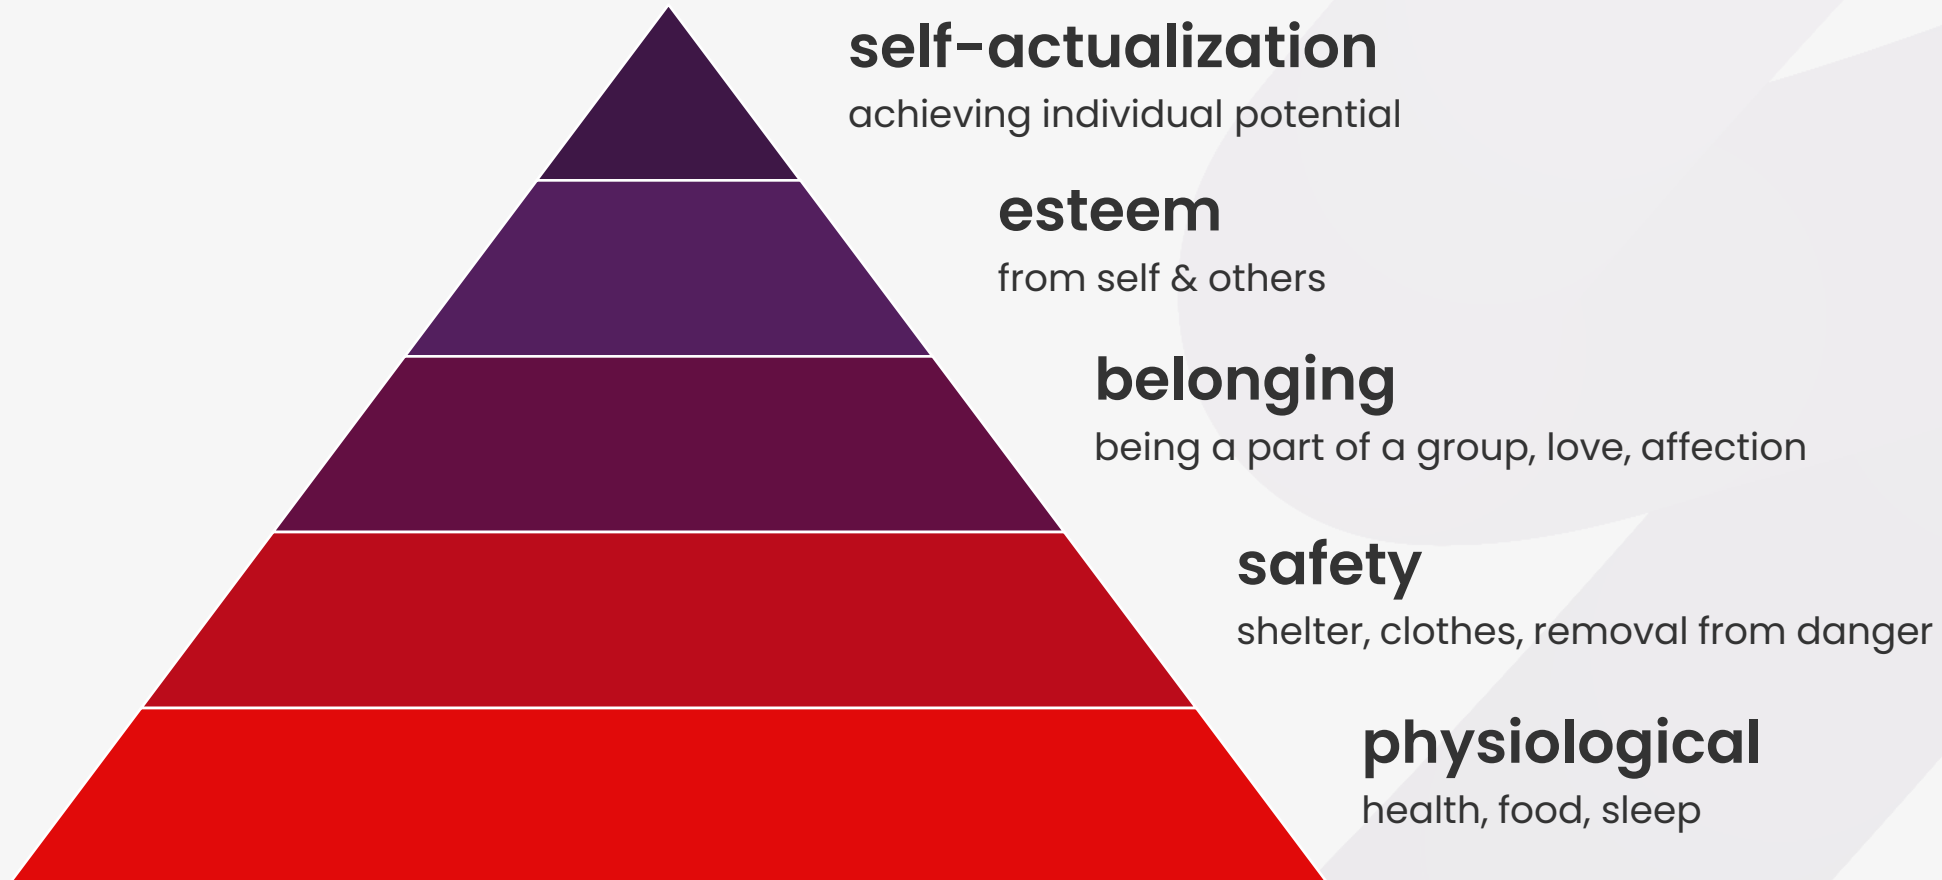 self-actualization
achieving individual potential
esteem
from self & others
belonging
being a part of a group, love, affection
safety
shelter, clothes, removal from danger
physiological
health, food, sleep